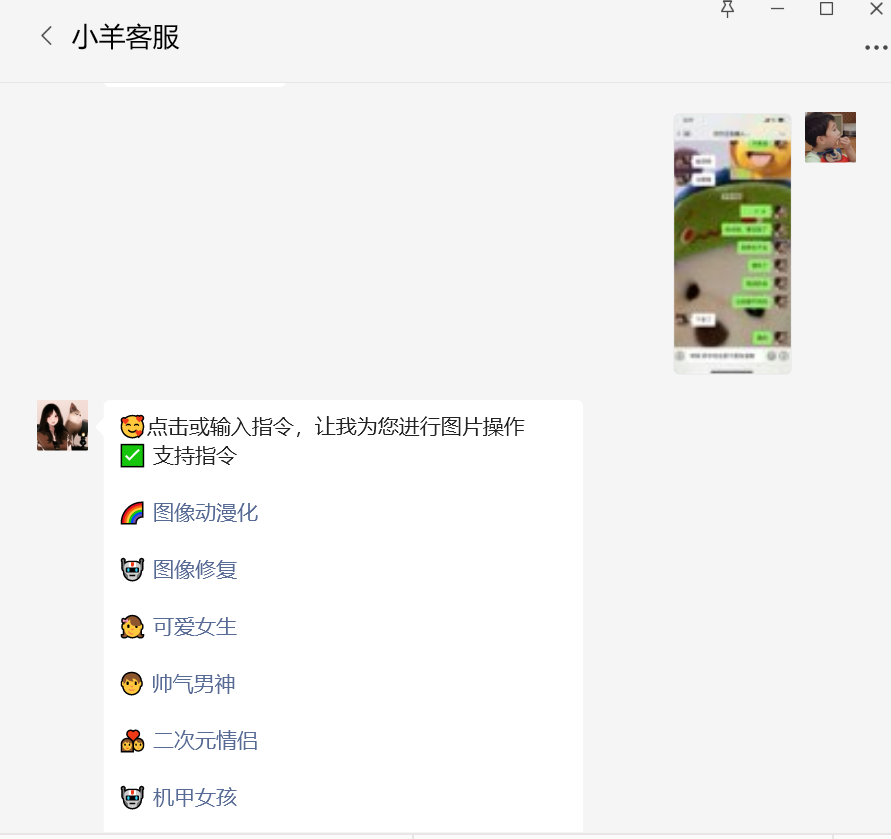 小羊客服
点击或输入指令，让我为您进行图片操作
支持指令
图像动漫化
图像修复
可爱女生
帅气男神
二次元情侣
机甲女孩